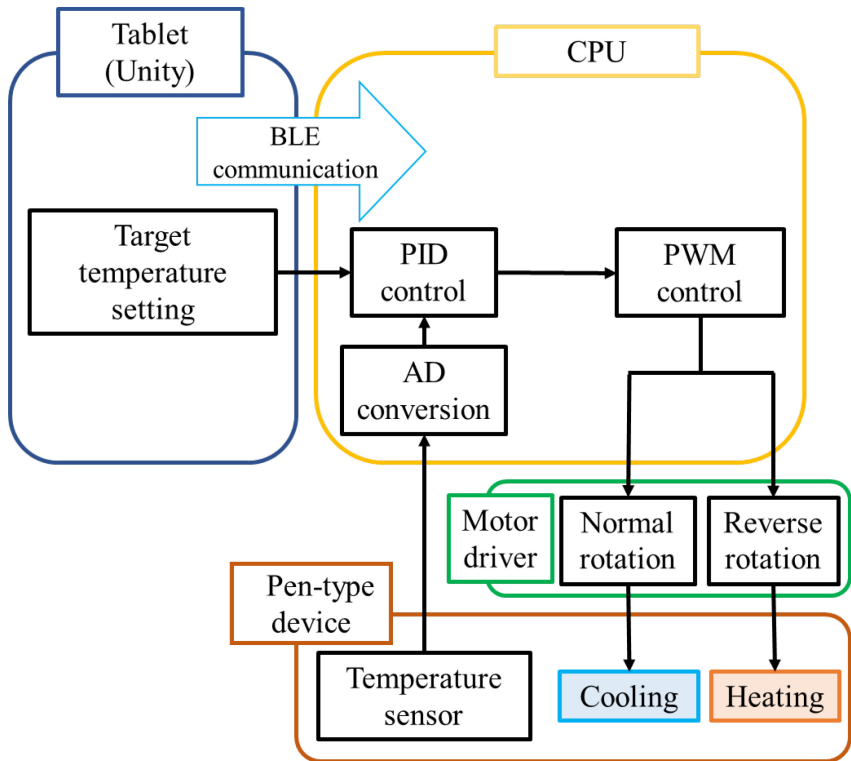 Tablet
(Unity)
CPU
BLE
communication
Target
temperature
setting
PID
control
PWM
control
AD
conversion
Motor
driver
Normal
rotation
Reverse
rotation
Pen-type
device
Temperature
sensor
Cooling
Heating